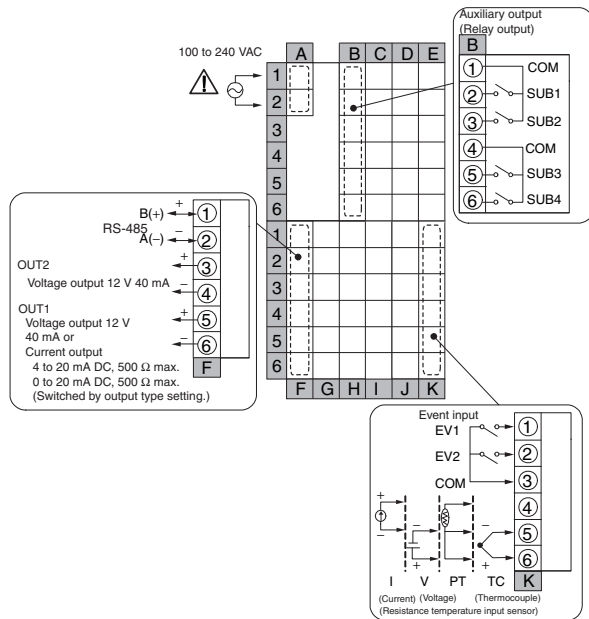 Auxiliary output
(Relay output)
B
1 COM
2 SUB1
3 SUB2
4 COM
5 SUB3
6 SUB4
100 to 240 VAC
A B C D E
1
2
3
4
5
6
1
2
3
4
5
6
F G H I J K
+
B(+) 1
RS-485
−
A(−) 2
OUT2
+
3
Voltage output 12 V 40 mA − 4
OUT1
+
5
Voltage output 12 V
40 mA or
−
6
Current output
4 to 20 mA DC, 500 Ω max.
F
0 to 20 mA DC, 500 Ω max.
(Switched by output type setting.)
Event input
EV1 1
EV2 2
COM 3
4
+ − − 5
− + + 6
I V PT TC K
(Current) (Voltage) (Thermocouple)
(Resistance temperature input sensor)